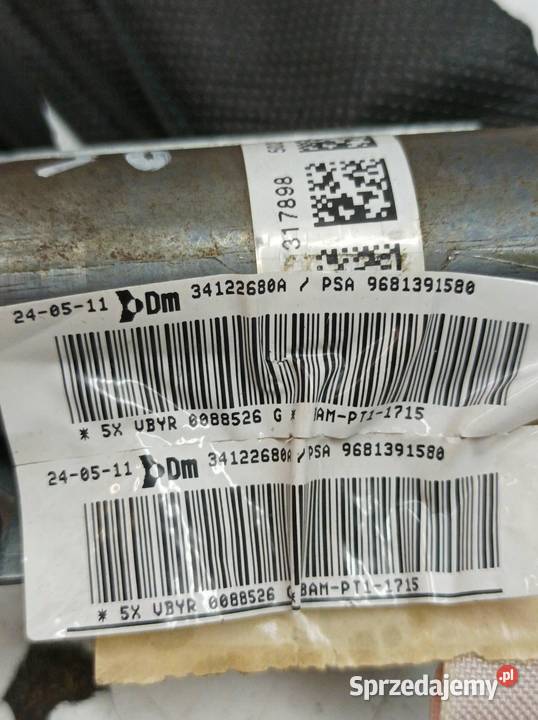 317898
24-05-11 Dm 34122680A / PSA 9681391580
* 5X VBYR 0088526 G * BAM-PT1-1715
24-05-11 Dm 34122680A / PSA 9681391580
* 5X VBYR 0088526 G BAM-PT1-1715
Sprzedajemy.pl